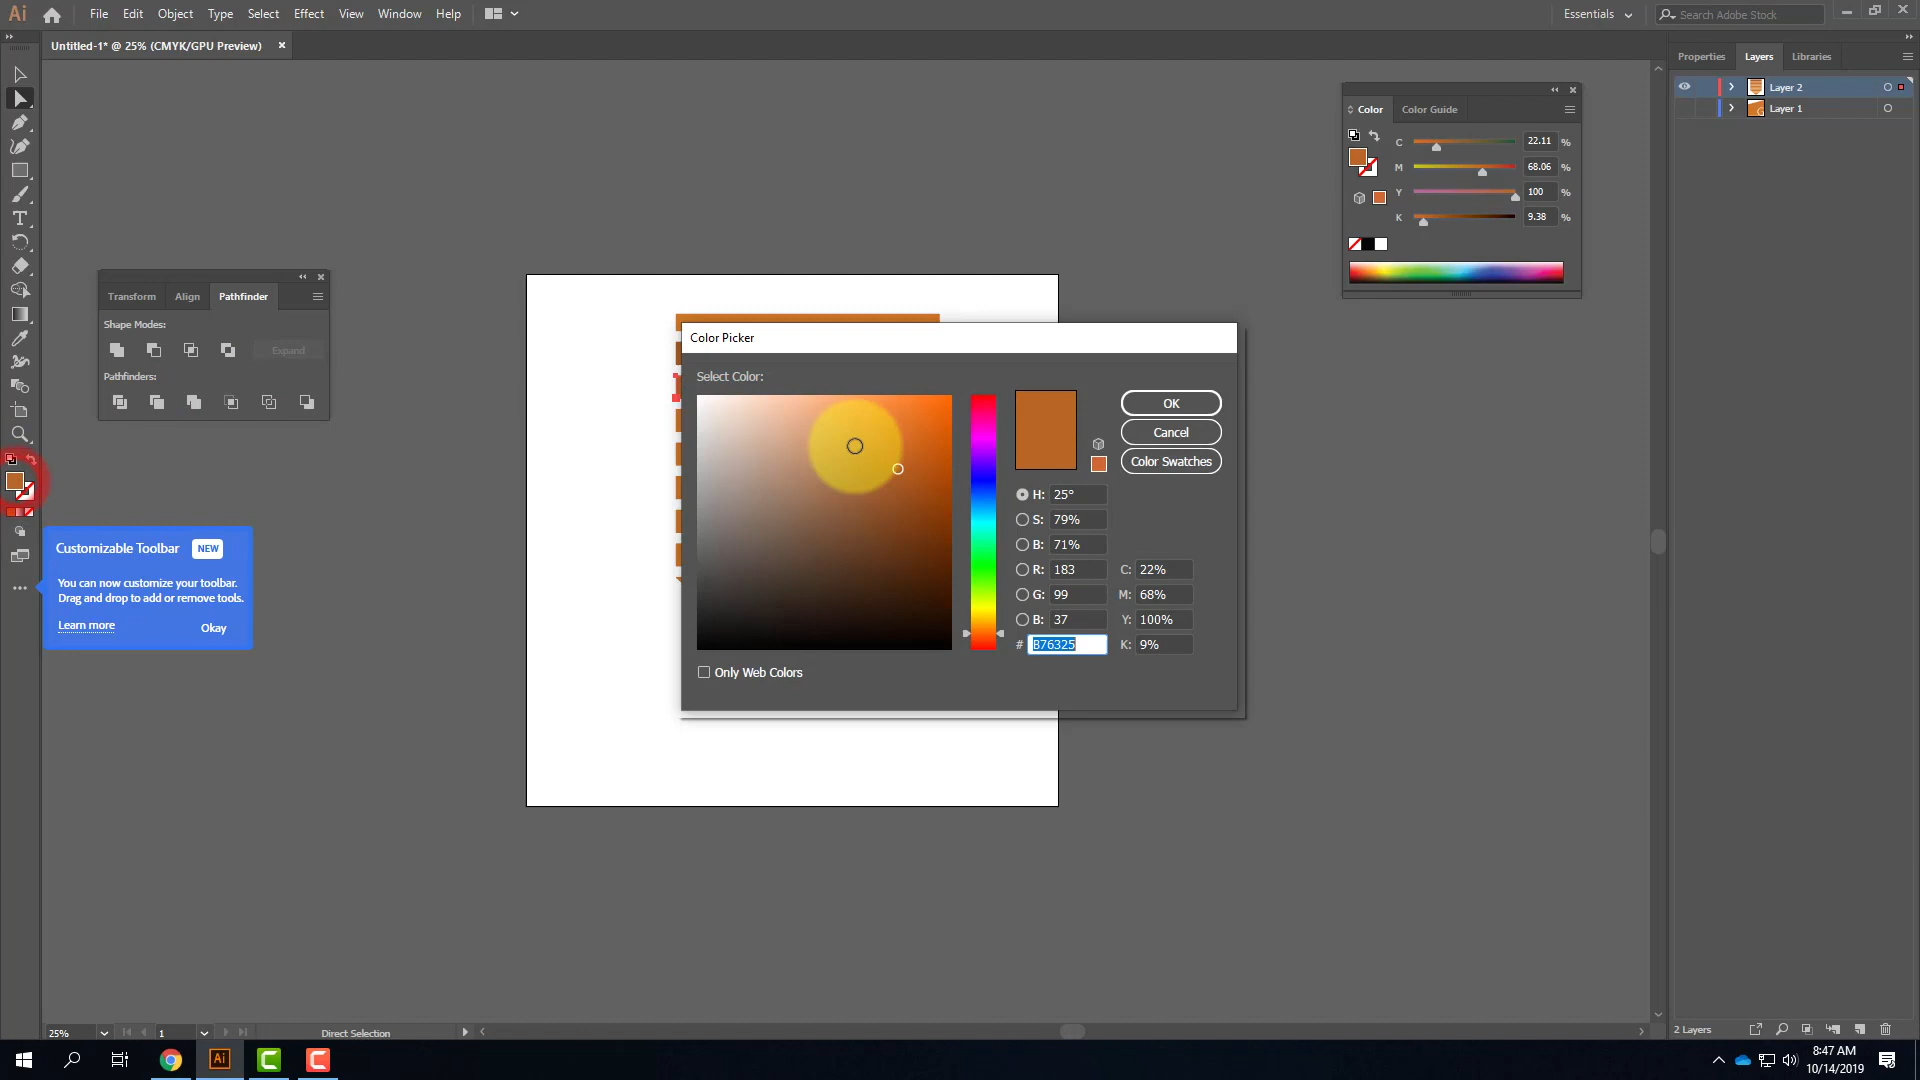 Ai File Edit Object Type Select Effect View Window Help Essentials Search Adobe Stock
Untitled-1* @ 25% (CMYK/GPU Preview)
Properties Layers Libraries
Layer 2
Layer 1
Color Color Guide
C 22.11 %
M 68.06 %
Y 100 %
K 9.38 %
Transform Align Pathfinder
Shape Modes:
Expand
Pathfinders:
Color Picker
Select Color:
OK
Cancel
Color Swatches
H: 25°
S: 79%
B: 71%
R: 183 C: 22%
G: 99 M: 68%
B: 37 Y: 100%
# B76325 K: 9%
Only Web Colors
Customizable Toolbar NEW
You can now customize your toolbar.
Drag and drop to add or remove tools.
Learn more Okay
25% 1 Direct Selection
2 Layers
Ai
8:47 AM
10/14/2019